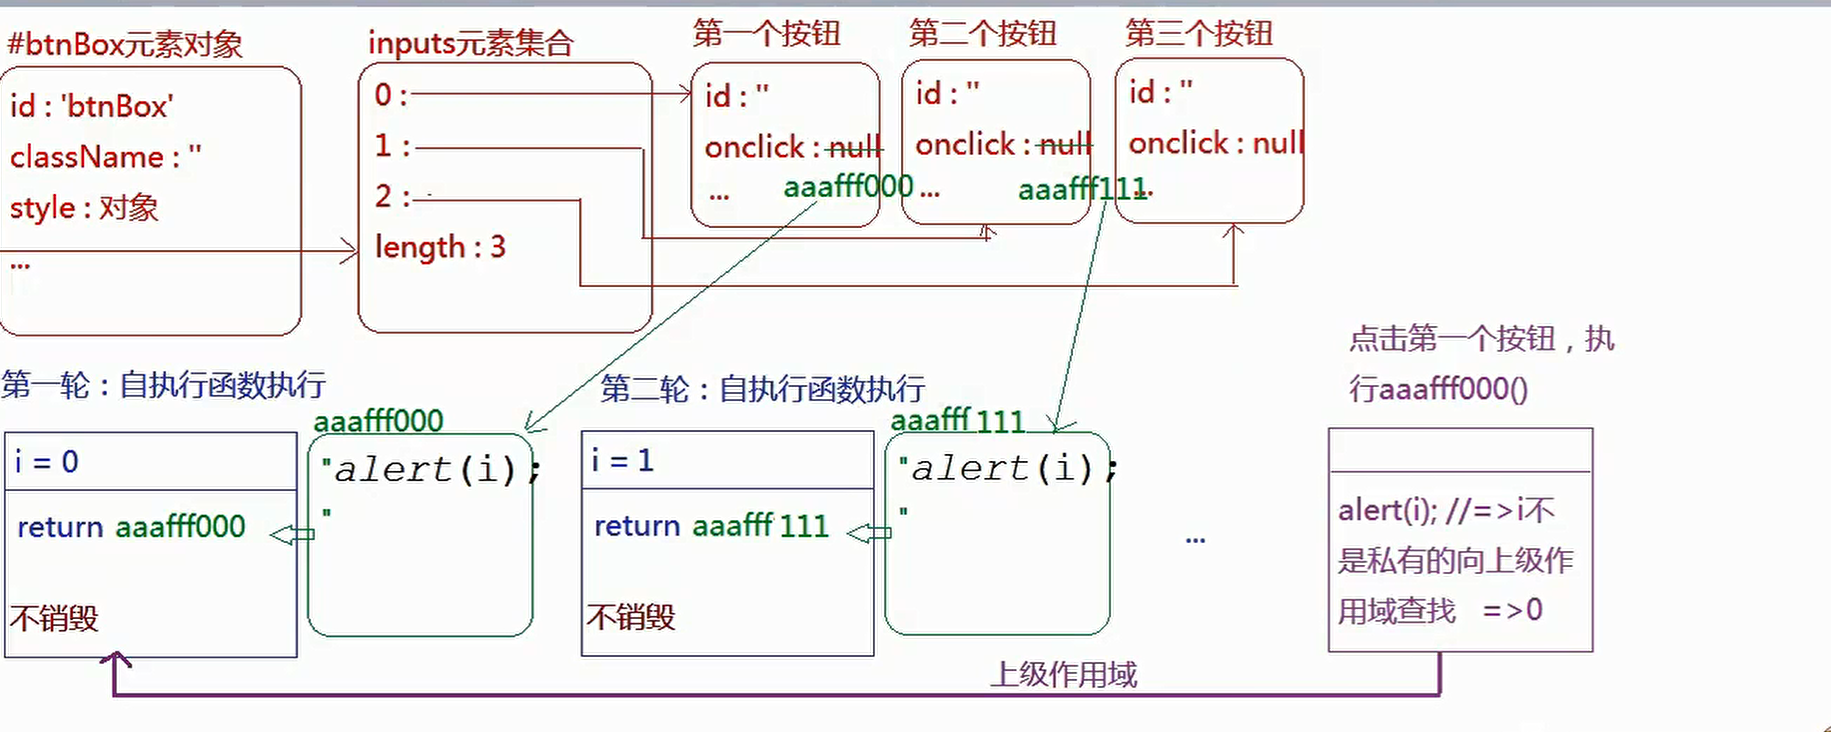 #btnBox元素对象
id : 'btnBox'
className : ''
style : 对象
...
inputs元素集合
0 :
1 :
2 :
length : 3
第一个按钮
id : ''
onclick : null
...
aaafff000
第二个按钮
id : ''
onclick : null
...
aaafff111
第三个按钮
id : ''
onclick : null
...
第一轮：自执行函数执行
i = 0
return aaafff000
不销毁
aaafff000
"alert(i);
"
第二轮：自执行函数执行
i = 1
return aaafff 111
不销毁
aaafff 111
"alert(i);
"
...
点击第一个按钮，执
行aaafff000()
alert(i); //=>i不
是私有的向上级作
用域查找 =>0
上级作用域